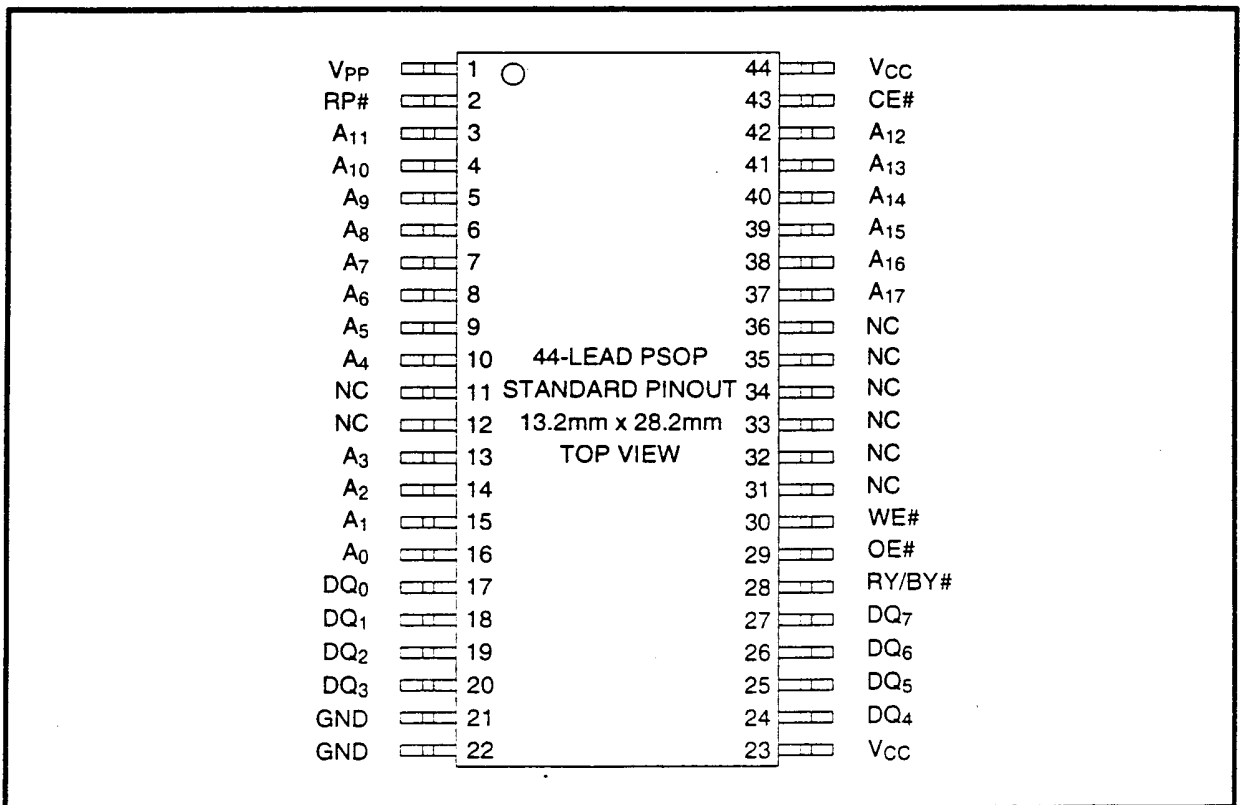 VPP 1 44 VCC
RP# 2 43 CE#
A11 3 42 A12
A10 4 41 A13
A9 5 40 A14
A8 6 39 A15
A7 7 38 A16
A6 8 37 A17
A5 9 36 NC
A4 10 44-LEAD PSOP 35 NC
NC 11 STANDARD PINOUT 34 NC
NC 12 13.2mm x 28.2mm 33 NC
A3 13 TOP VIEW 32 NC
A2 14 31 NC
A1 15 30 WE#
A0 16 29 OE#
DQ0 17 28 RY/BY#
DQ1 18 27 DQ7
DQ2 19 26 DQ6
DQ3 20 25 DQ5
GND 21 24 DQ4
GND 22 23 VCC